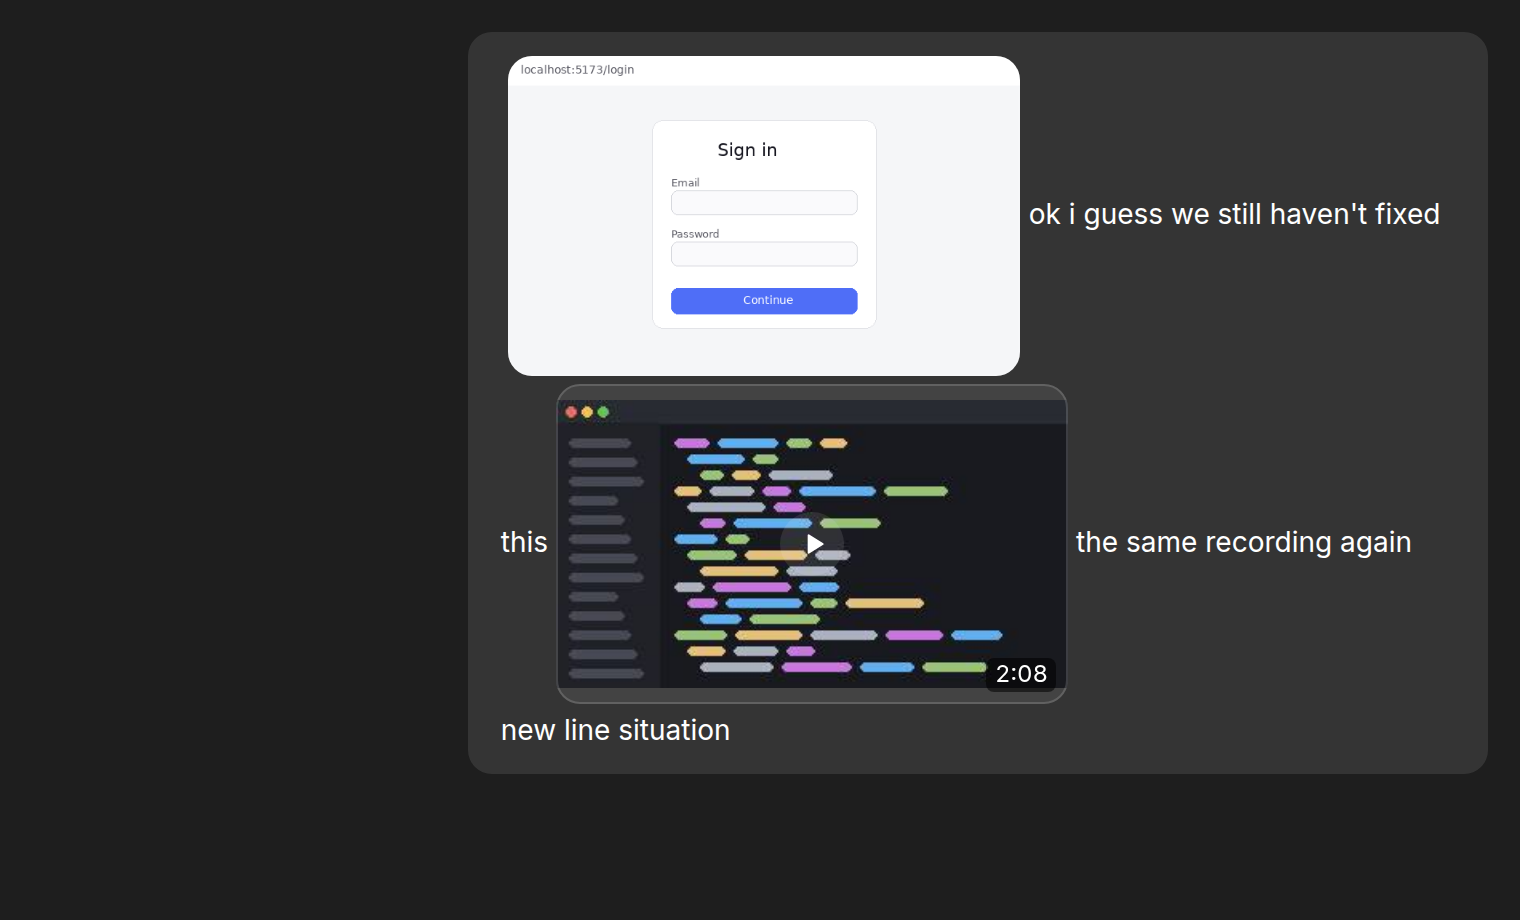 localhost:5173/login
Sign in
Email
Password
Continue
ok i guess we still haven't fixed
this
the same recording again
2:08
new line situation